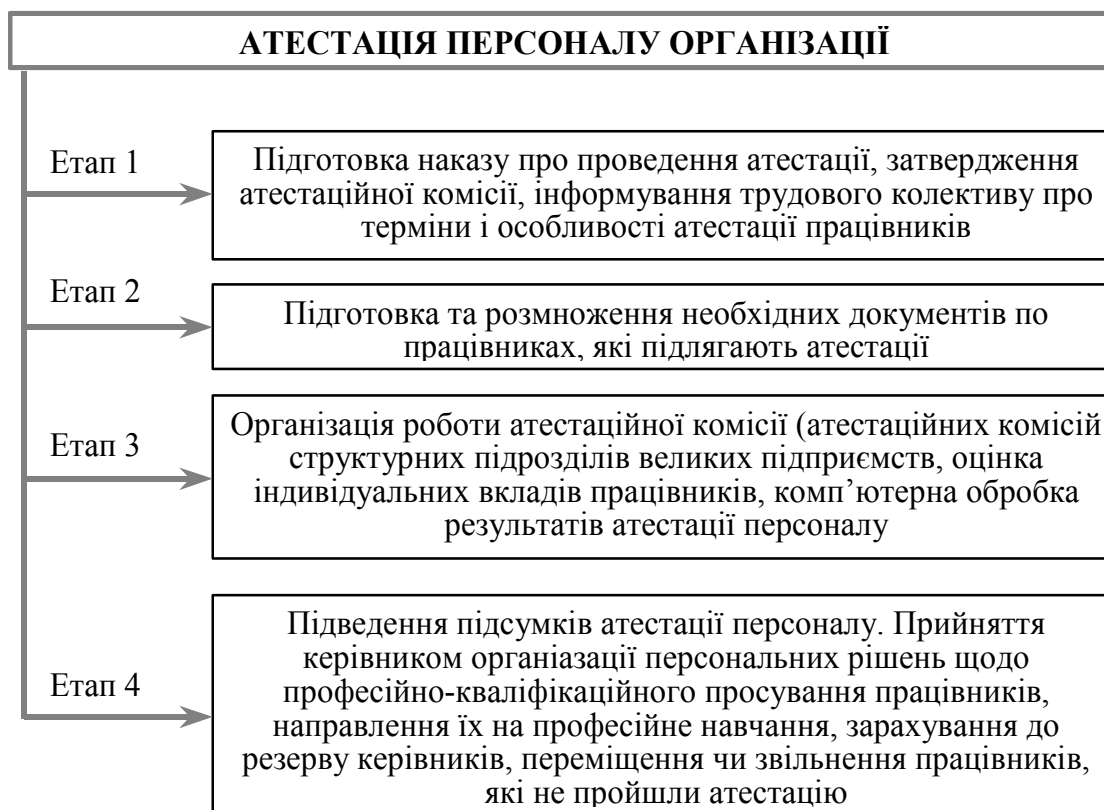 АТЕСТАЦІЯ ПЕРСОНАЛУ ОРГАНІЗАЦІЇ
Етап 1
Підготовка наказу про проведення атестації, затвердження
атестаційної комісії, інформування трудового колективу про
терміни і особливості атестації працівників
Етап 2
Підготовка та розмноження необхідних документів по
працівниках, які підлягають атестації
Етап 3
Організація роботи атестаційної комісії (атестаційних комісій
структурних підрозділів великих підприємств, оцінка
індивідуальних вкладів працівників, комп’ютерна обробка
результатів атестації персоналу
Етап 4
Підведення підсумків атестації персоналу. Прийняття
керівником органіазації персональних рішень щодо
професійно-кваліфікаційного просування працівників,
направлення їх на професійне навчання, зарахування до
резерву керівників, переміщення чи звільнення працівників,
які не пройшли атестацію